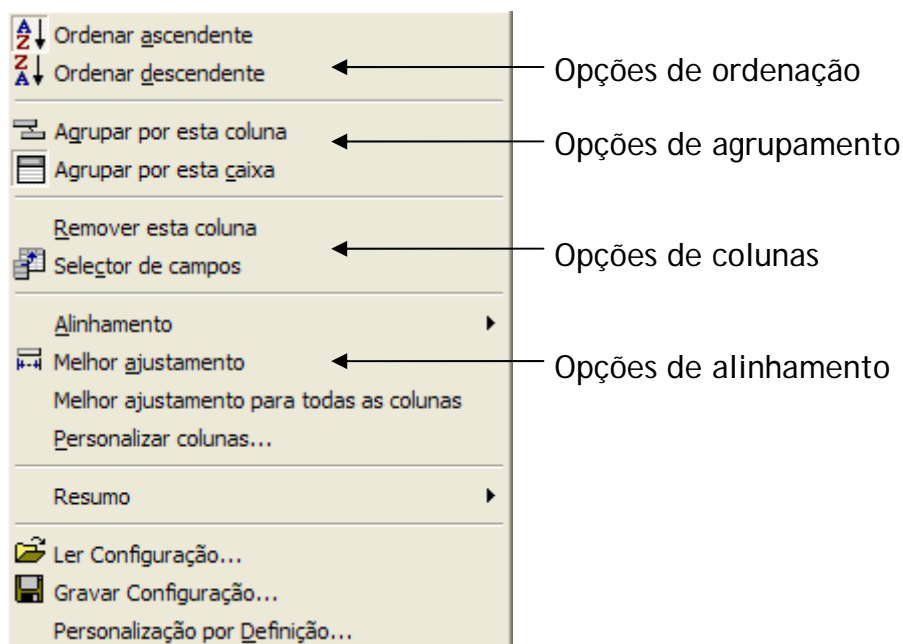 Ordenar ascendente
Ordenar descendente
Opções de ordenação
Agrupar por esta coluna
Agrupar por esta caixa
Opções de agrupamento
Remover esta coluna
Selector de campos
Opções de colunas
Alinhamento
Melhor ajustamento
Melhor ajustamento para todas as colunas
Personalizar colunas...
Opções de alinhamento
Resumo
Ler Configuração...
Gravar Configuração...
Personalização por Definição...